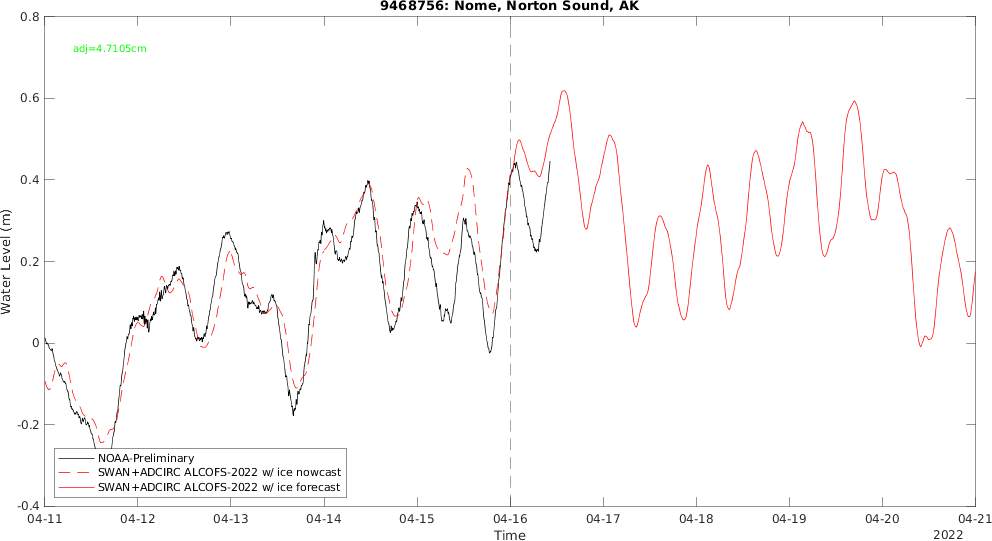 9468756: Nome, Norton Sound, AK
adj=4.7105cm
0.8
0.6
0.4
0.2
0
-0.2
-0.4
Water Level (m)
NOAA-Preliminary
SWAN+ADCIRC ALCOFS-2022 w/ice nowcast
SWAN+ADCIRC ALCOFS-2022 w/ice forecast
04-11 04-12 04-13 04-14 04-15 04-16 04-17 04-18 04-19 04-20 04-21
Time
2022